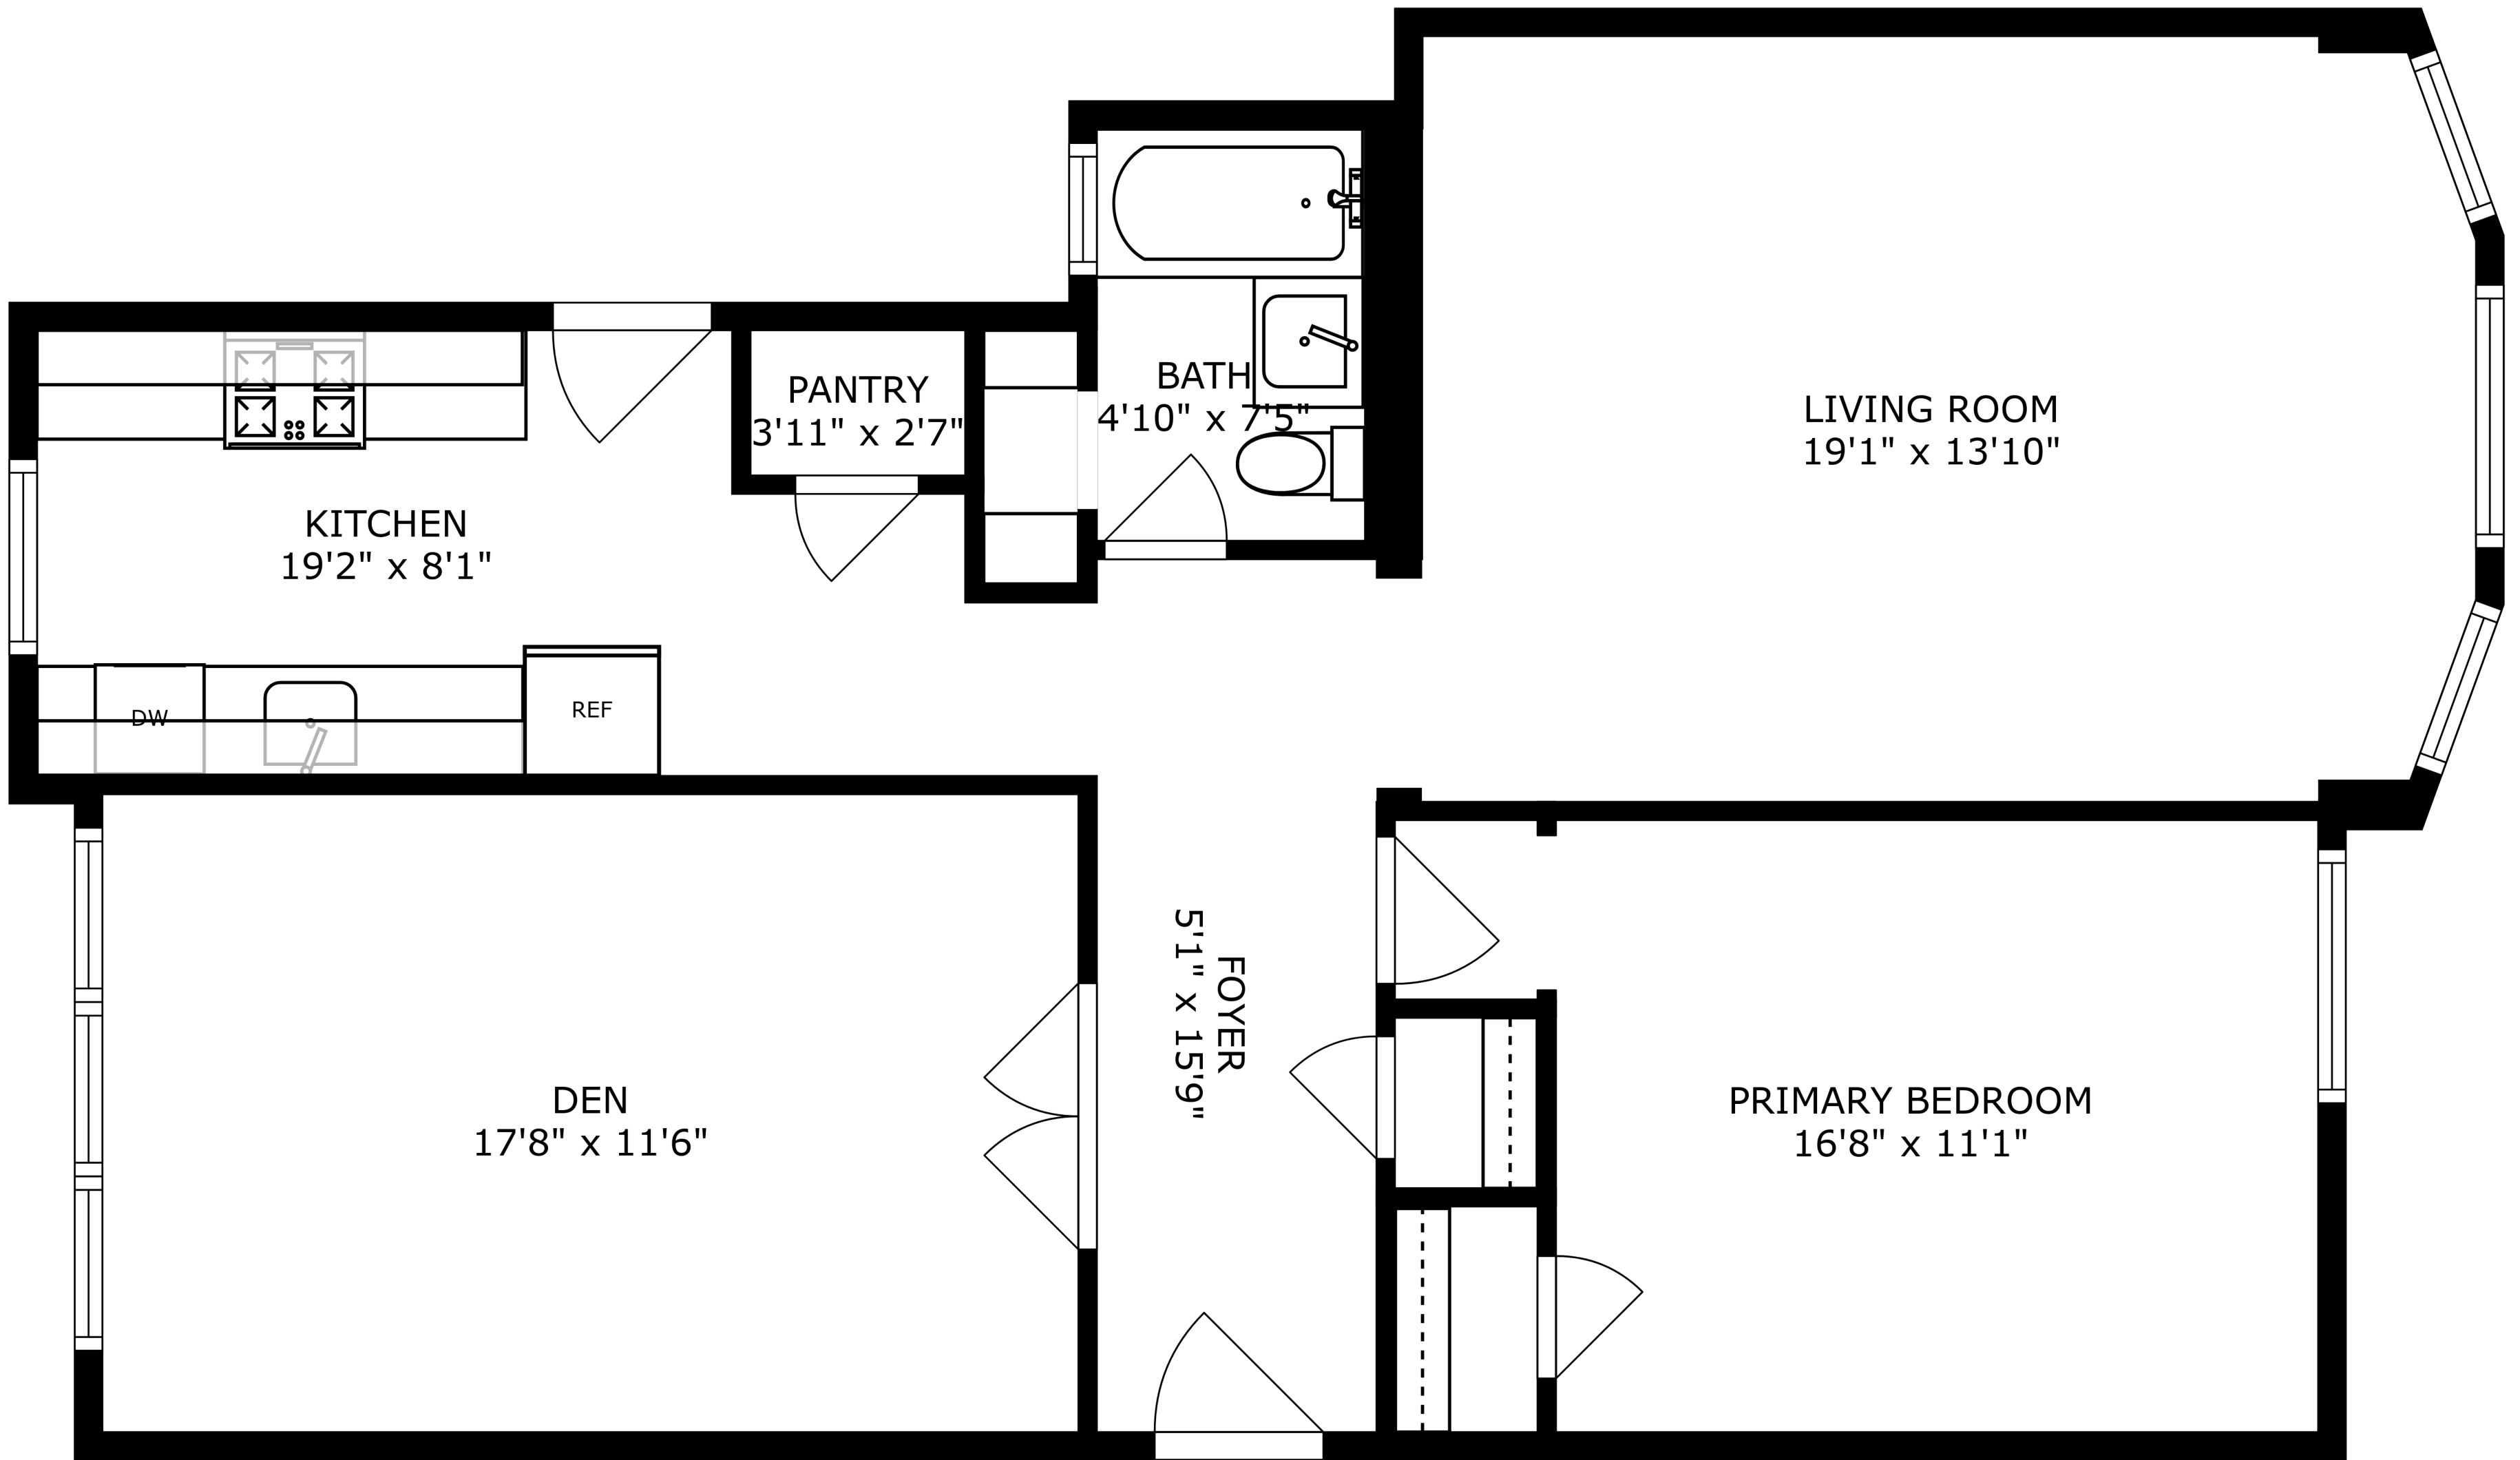 PANTRY
3'11" x 2'7"
BATH
4'10" x 7'5"
LIVING ROOM
19'1" x 13'10"
KITCHEN
19'2" x 8'1"
DW
REF
FOYER
5'1" x 15'9"
DEN
17'8" x 11'6"
PRIMARY BEDROOM
16'8" x 11'1"